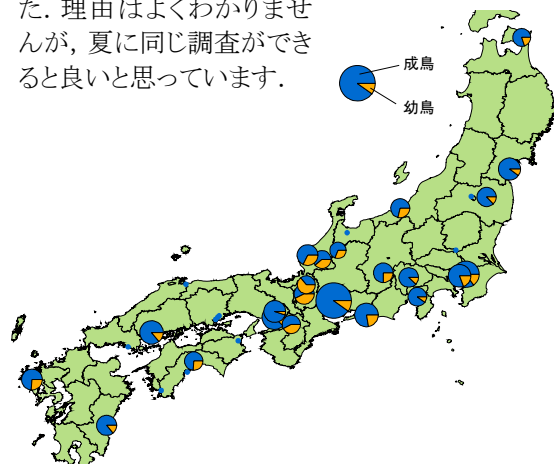 た. 理由はよくわかりませ
んが, 夏に同じ調査ができ
ると良いと思っています.
成鳥
幼鳥